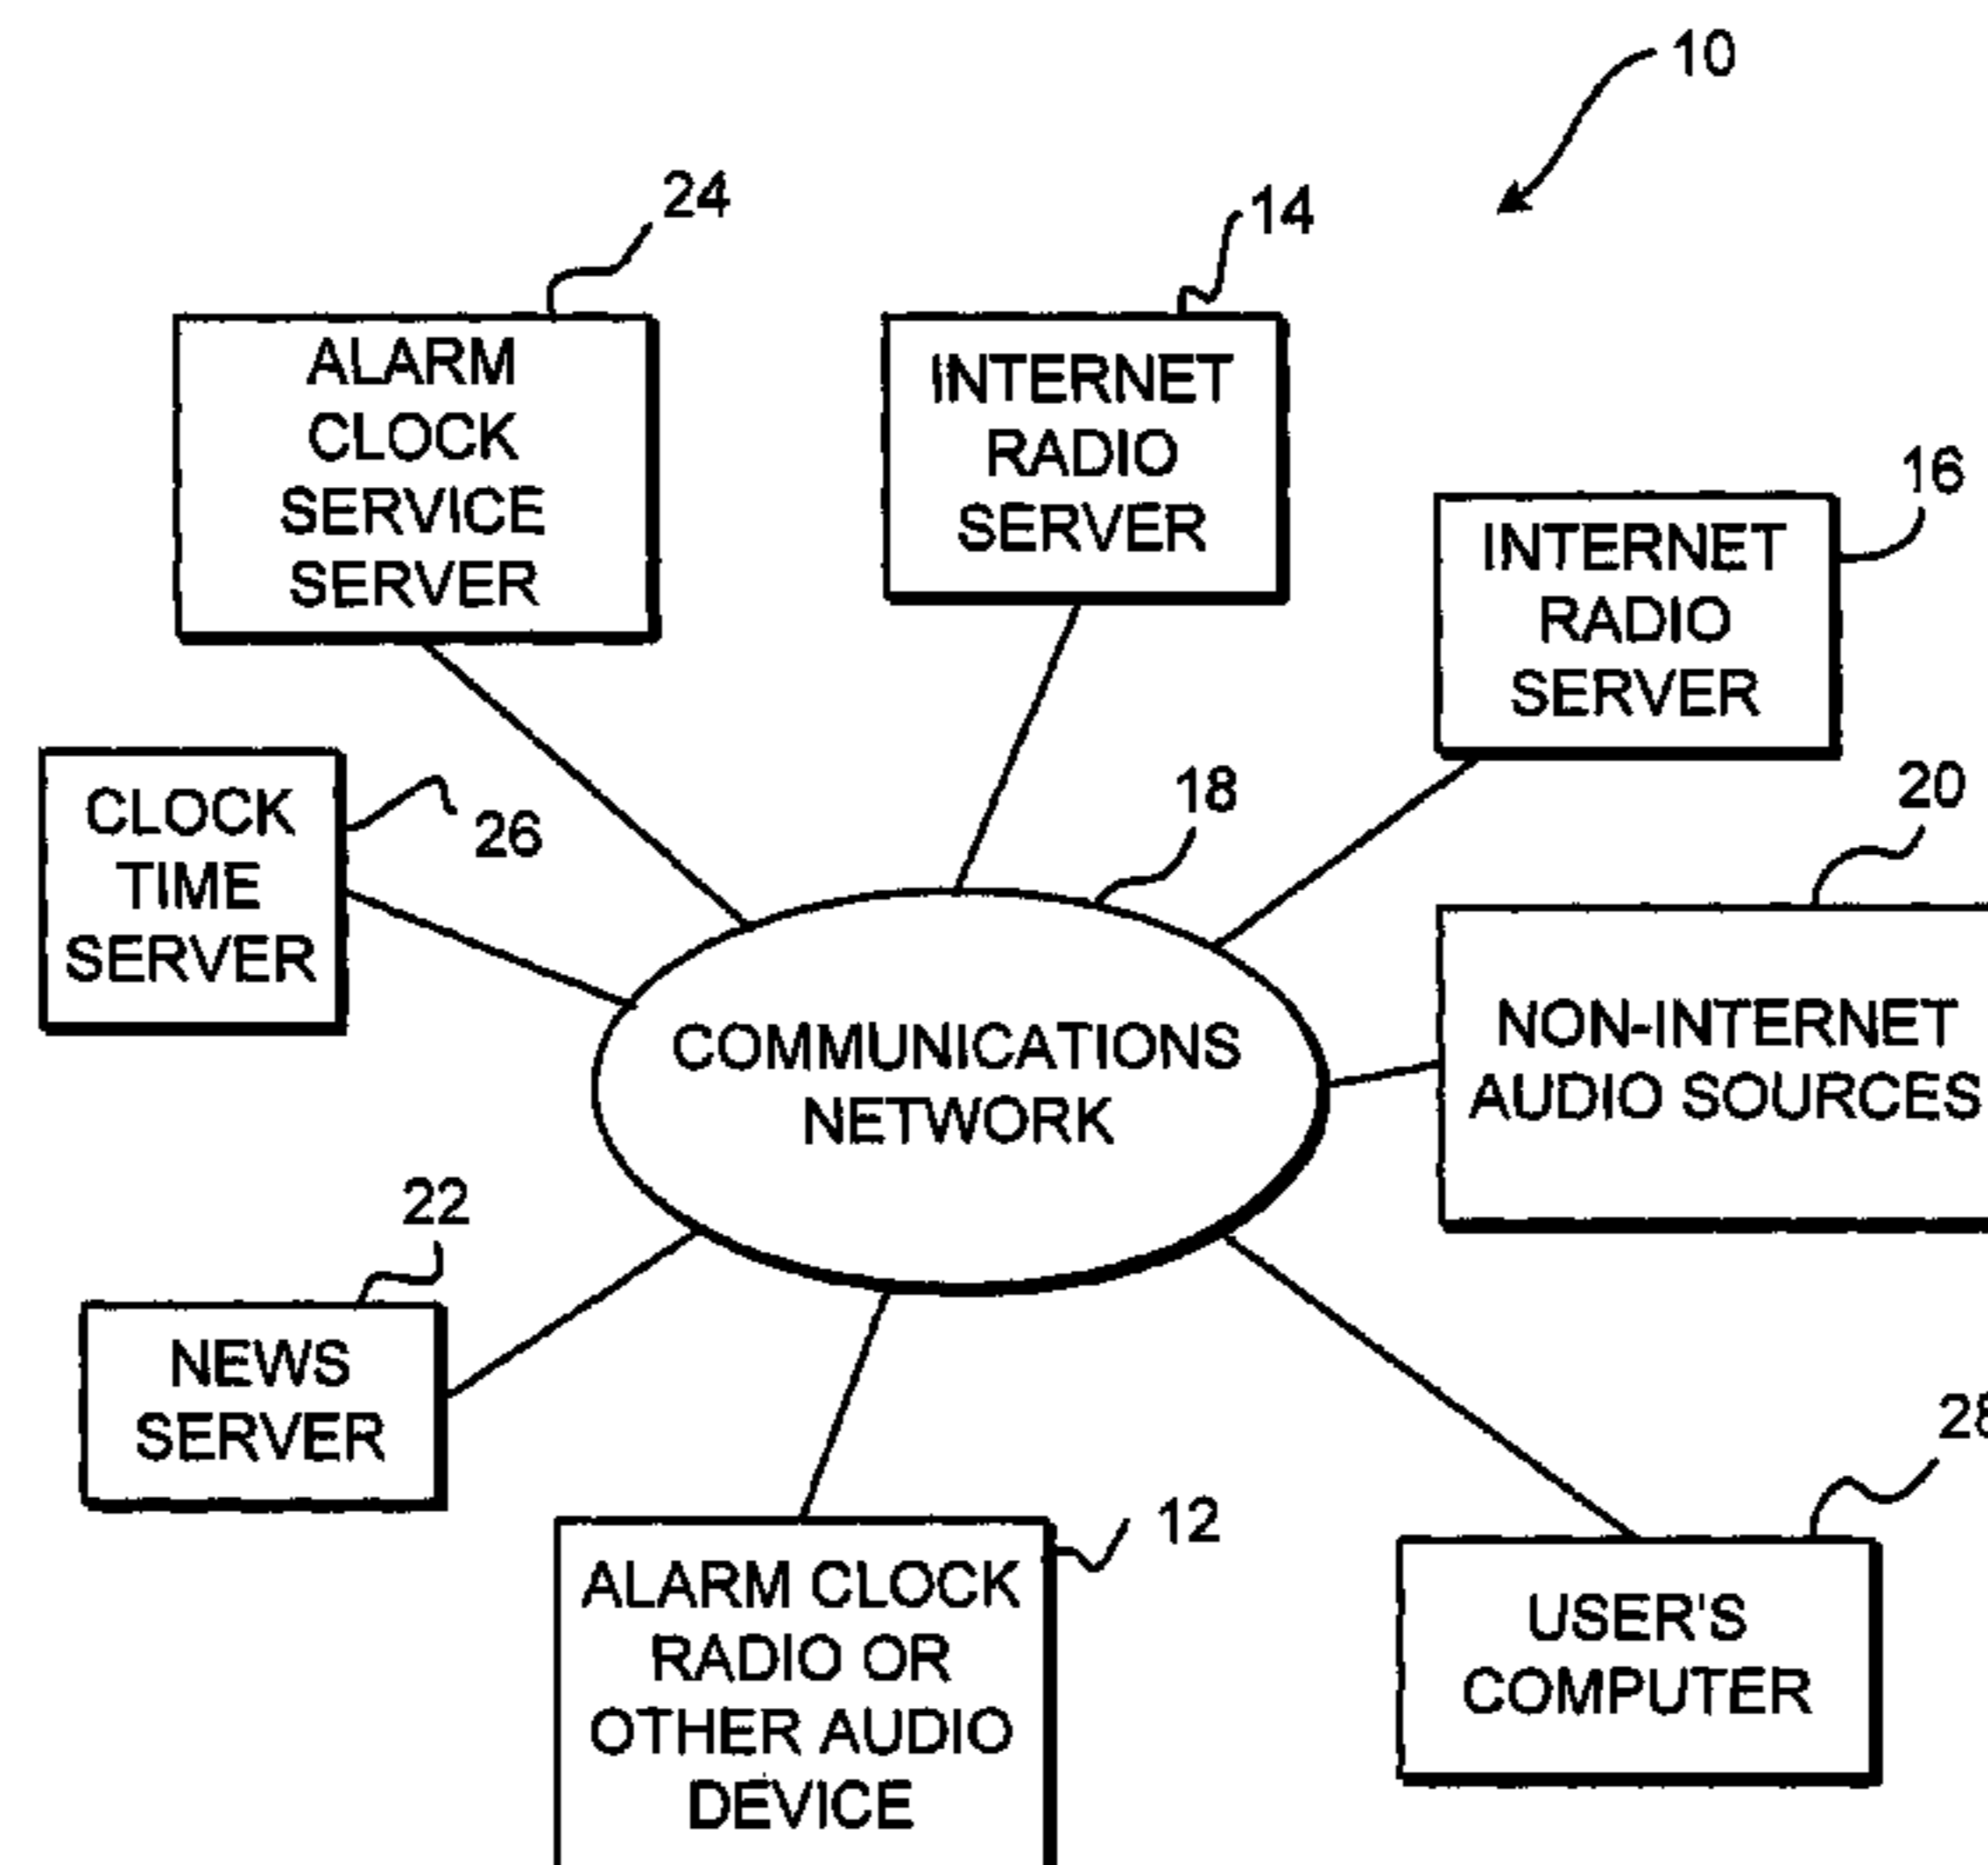 10
24
14
ALARM
CLOCK
SERVICE
SERVER
INTERNET
RADIO
SERVER
16
INTERNET
RADIO
SERVER
CLOCK
TIME
SERVER
26
18
20
COMMUNICATIONS
NETWORK
NON-INTERNET
AUDIO SOURCES
22
NEWS
SERVER
28
12
ALARM CLOCK
RADIO OR
OTHER AUDIO
DEVICE
USER'S
COMPUTER